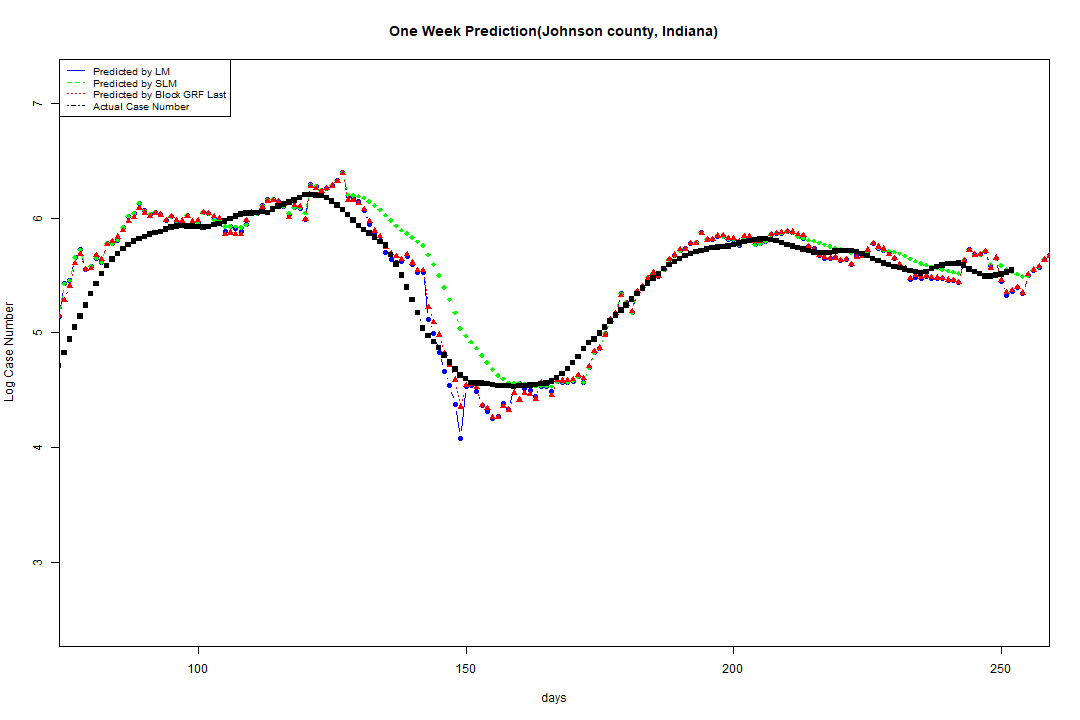 One Week Prediction(Johnson county, Indiana)
Predicted by LM
Predicted by SLM
Predicted by Block GRF Last
Actual Case Number
7
6
5
4
3
Log Case Number
100 150 200 250
days